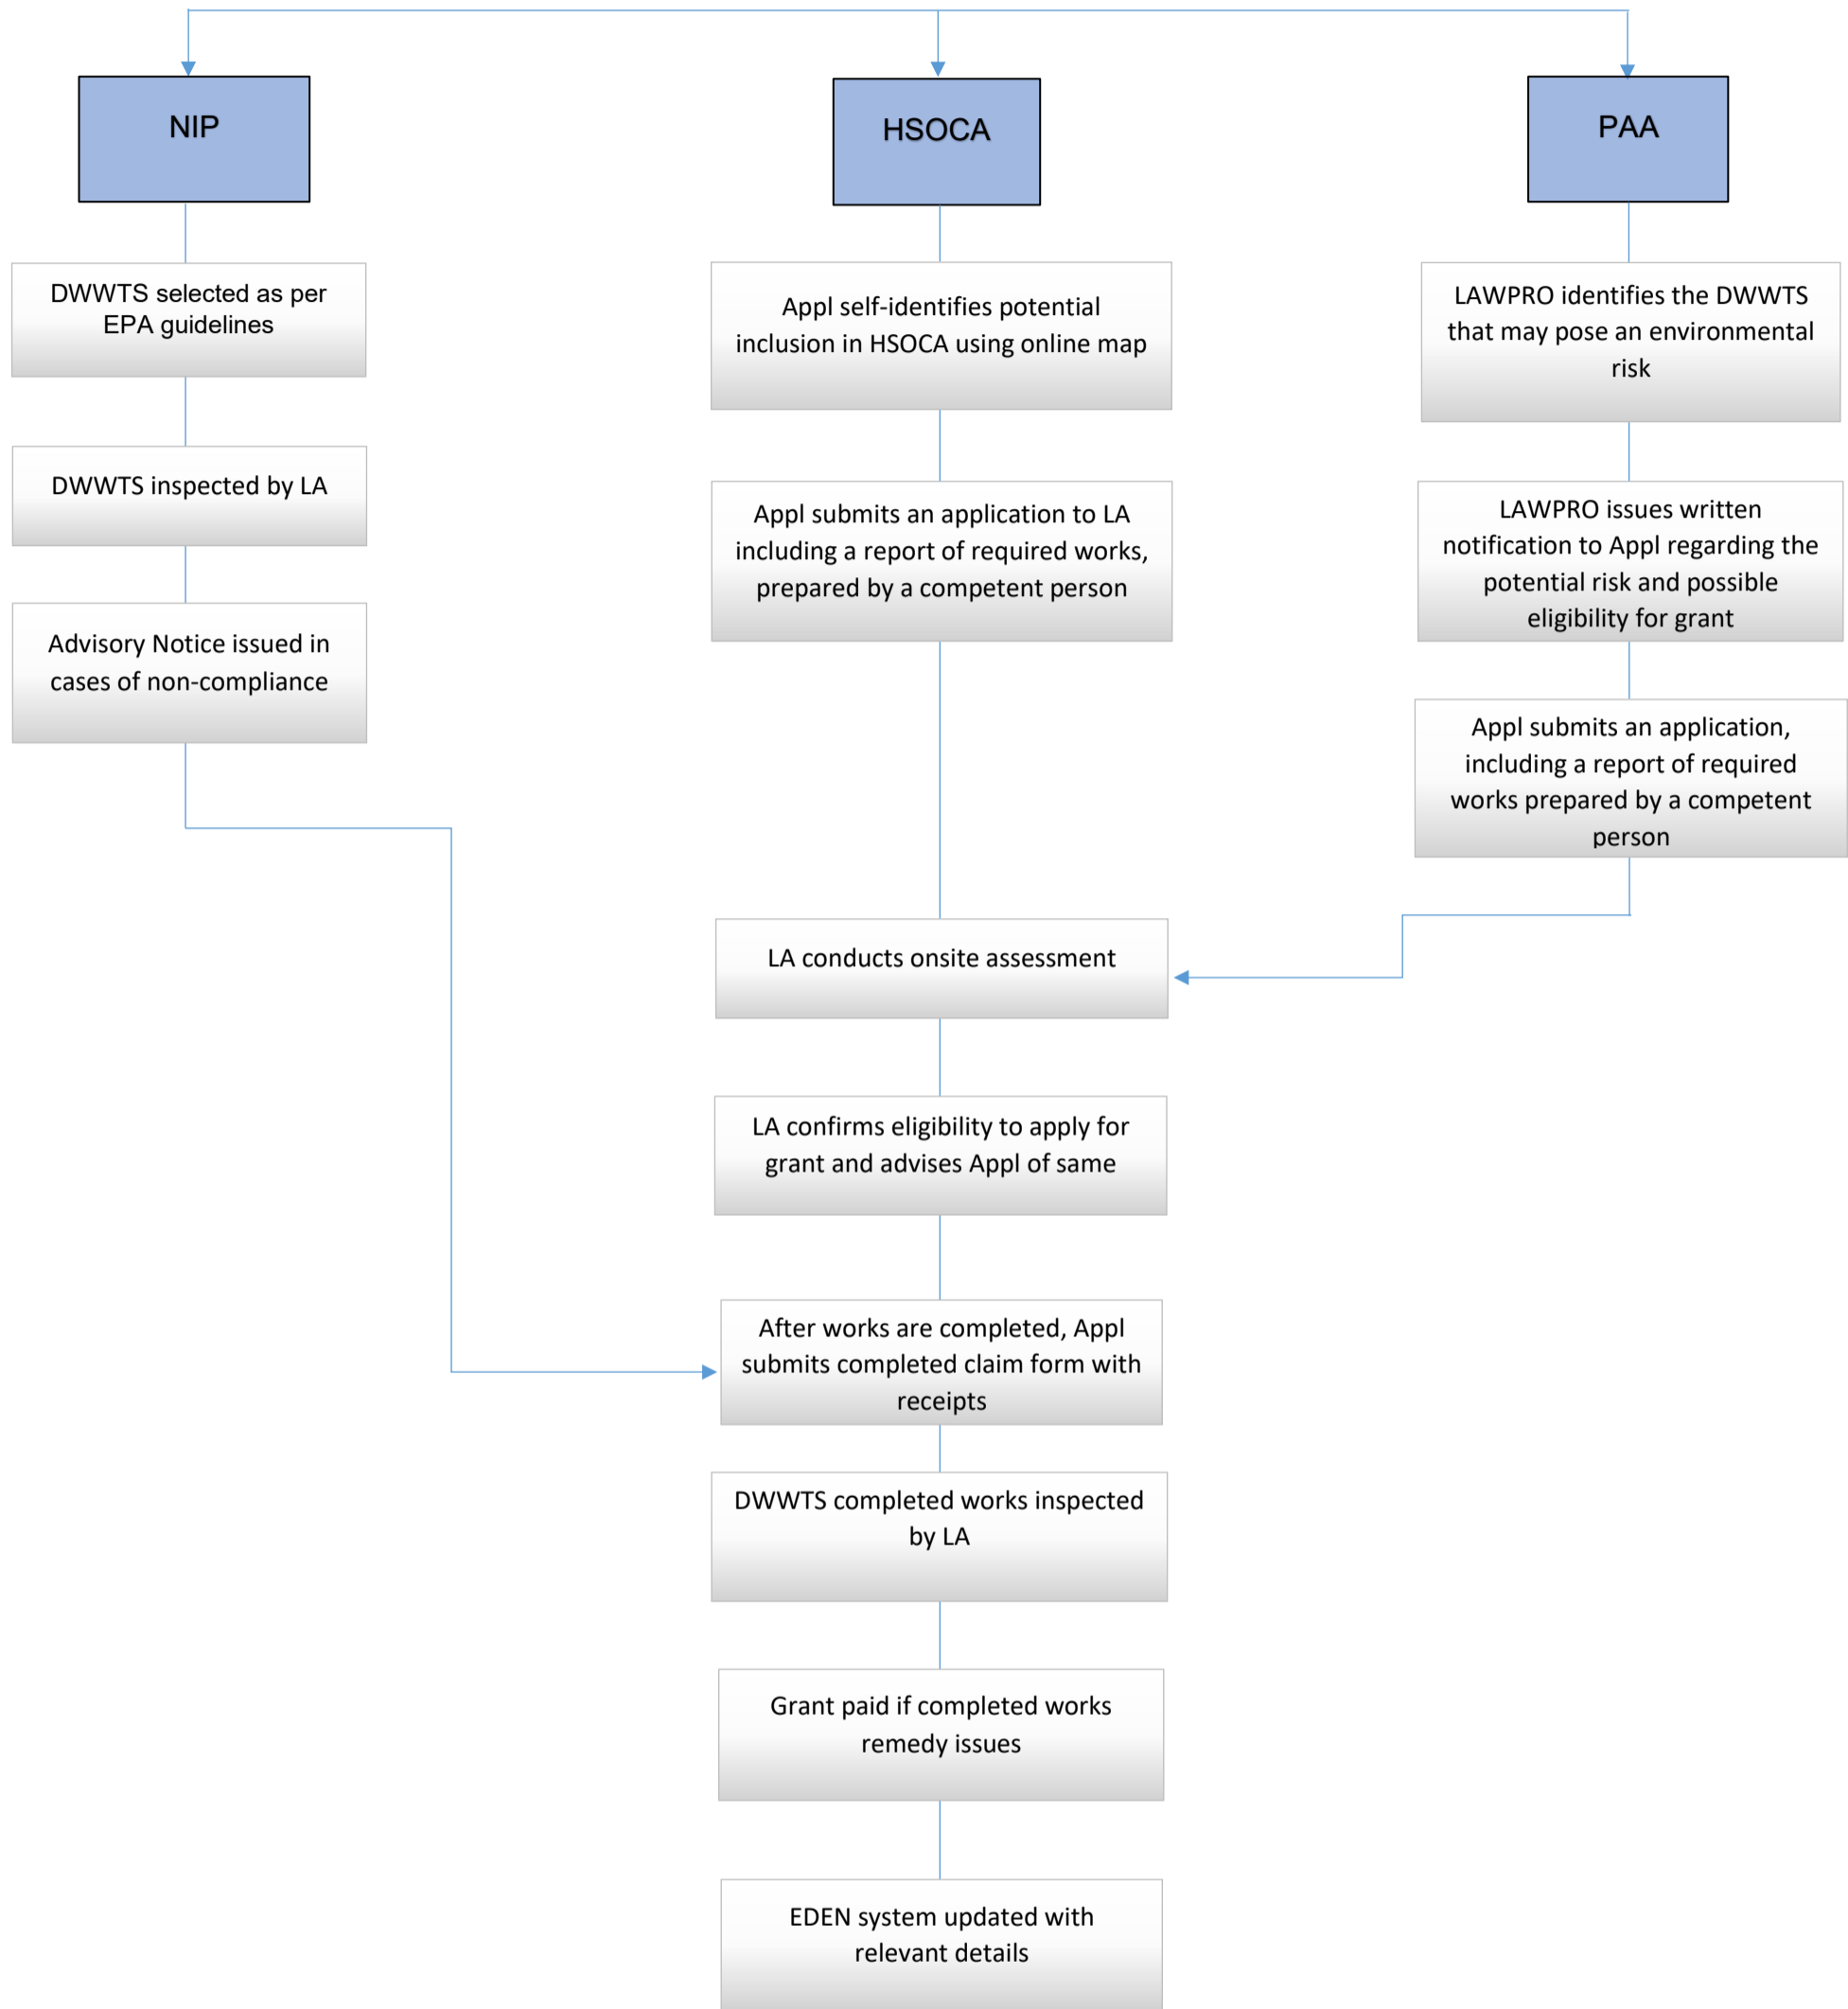 NIP
HSOCA
PAA
DWWTS selected as per
EPA guidelines
DWWTS inspected by LA
Advisory Notice issued in
cases of non-compliance
Appl self-identifies potential
inclusion in HSOCA using online map
Appl submits an application to LA
including a report of required works,
prepared by a competent person
LAWPRO identifies the DWWTS
that may pose an environmental
risk
LAWPRO issues written
notification to Appl regarding the
potential risk and possible
eligibility for grant
Appl submits an application,
including a report of required
works prepared by a competent
person
LA conducts onsite assessment
LA confirms eligibility to apply for
grant and advises Appl of same
After works are completed, Appl
submits completed claim form with
receipts
DWWTS completed works inspected
by LA
Grant paid if completed works
remedy issues
EDEN system updated with
relevant details